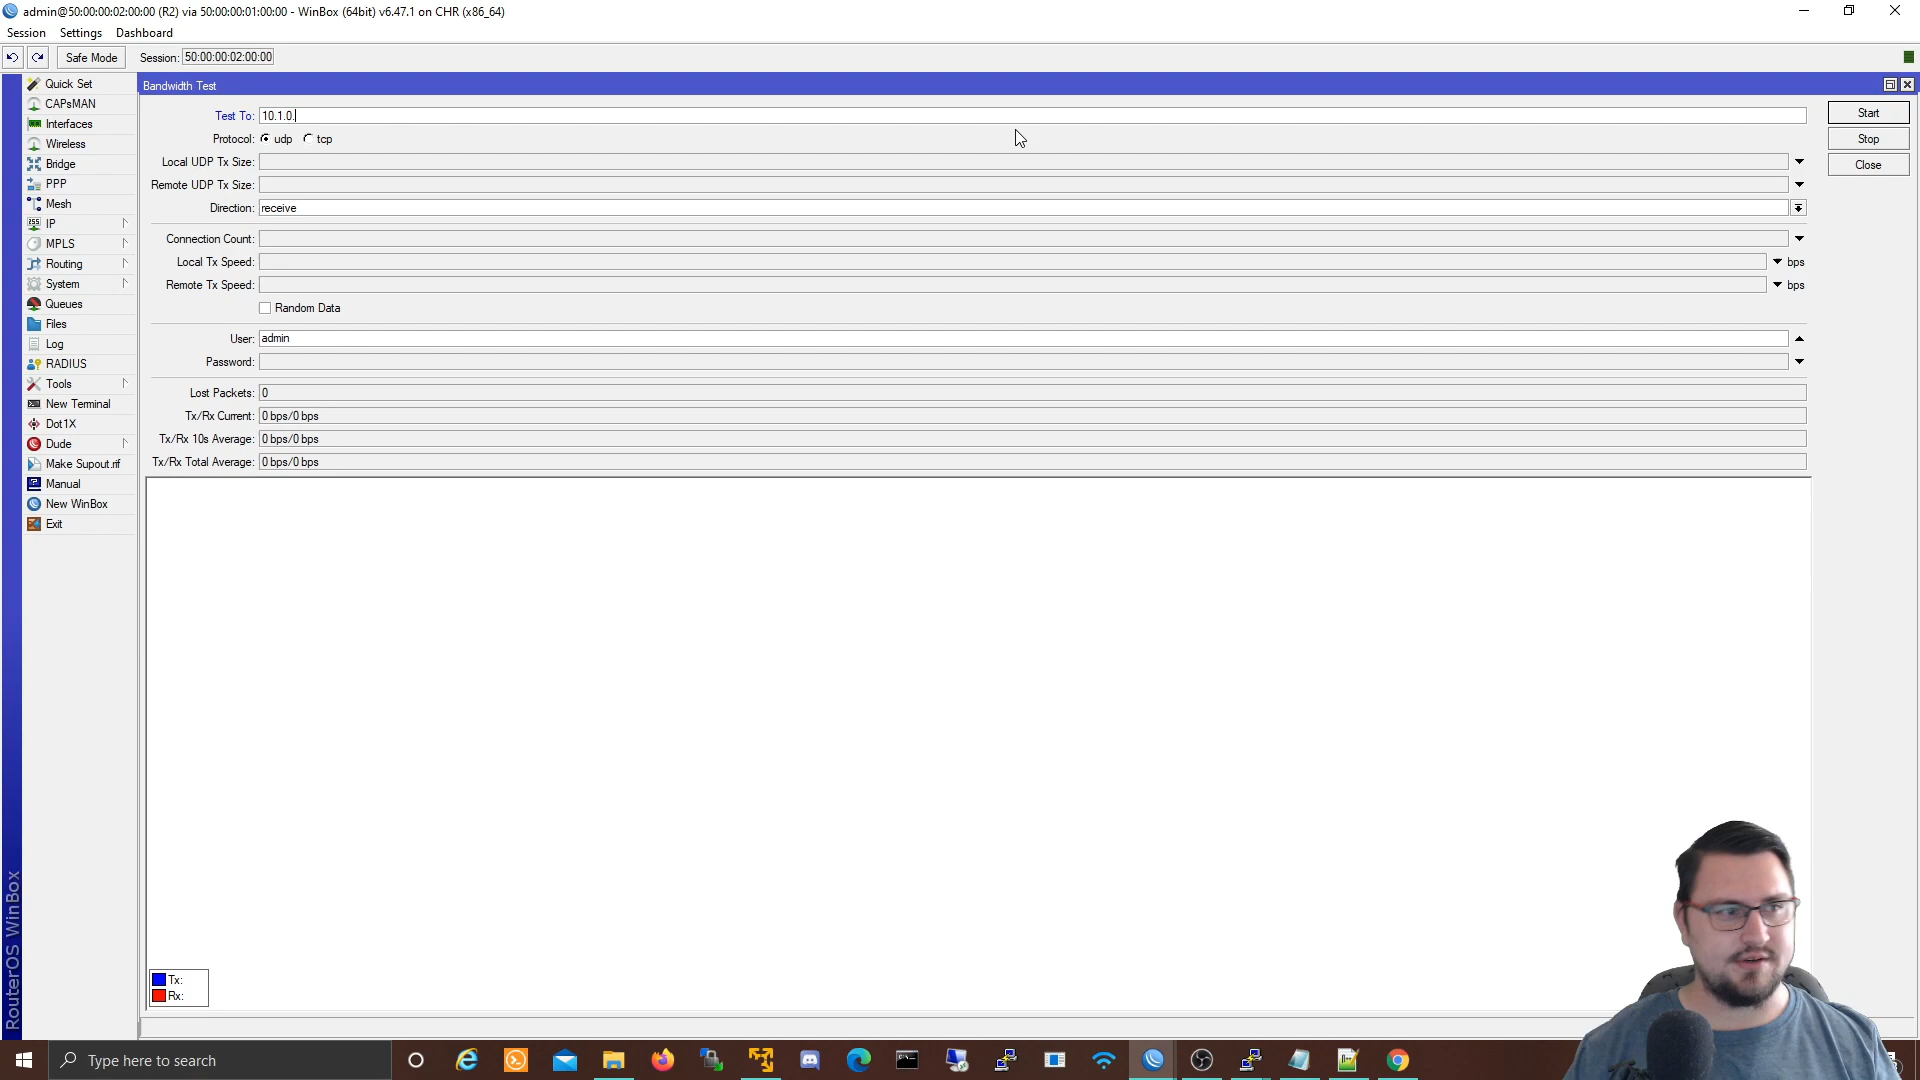 admin@50:00:00:02:00:00 (R2) via 50:00:00:01:00:00 - WinBox (64bit) v6.47.1 on CHR (x86_64)
Session Settings Dashboard
Safe Mode Session: 50:00:00:02:00:00
Quick Set
CAPsMAN
Interfaces
Wireless
Bridge
PPP
Mesh
IP
MPLS
Routing
System
Queues
Files
Log
RADIUS
Tools
New Terminal
Dot1X
Dude
Make Supout.rif
Manual
New WinBox
Exit
RouterOS WinBox
Bandwidth Test
Test To: 10.1.0.
Protocol: udp tcp
Local UDP Tx Size:
Remote UDP Tx Size:
Direction: receive
Connection Count:
Local Tx Speed: bps
Remote Tx Speed: bps
Random Data
User: admin
Password:
Lost Packets: 0
Tx/Rx Current: 0 bps/0 bps
Tx/Rx 10s Average: 0 bps/0 bps
Tx/Rx Total Average: 0 bps/0 bps
Start
Stop
Close
Tx:
Rx:
Type here to search